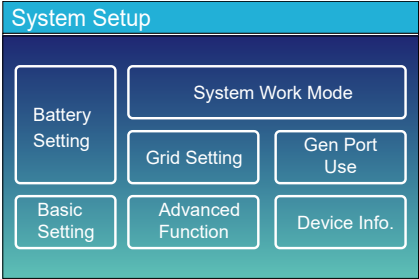 System Setup
Battery
Setting
System Work Mode
Grid Setting
Gen Port
Use
Basic
Setting
Advanced
Function
Device Info.